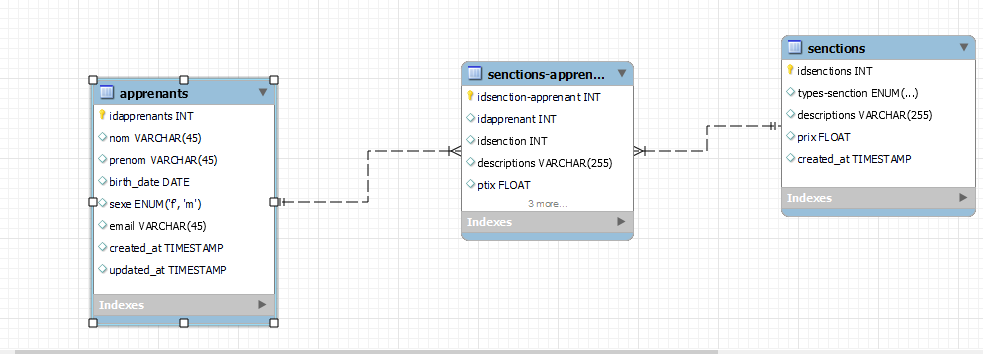 apprenants
idapprenants INT
nom VARCHAR(45)
prenom VARCHAR(45)
birth_date DATE
sexe ENUM('f', 'm')
email VARCHAR(45)
created_at TIMESTAMP
updated_at TIMESTAMP
Indexes
senctions-appren...
idsenction-apprenant INT
idapprenant INT
idsenction INT
descriptions VARCHAR(255)
ptix FLOAT
3 more...
Indexes
senctions
idsenctions INT
types-senction ENUM(...)
descriptions VARCHAR(255)
prix FLOAT
created_at TIMESTAMP
Indexes